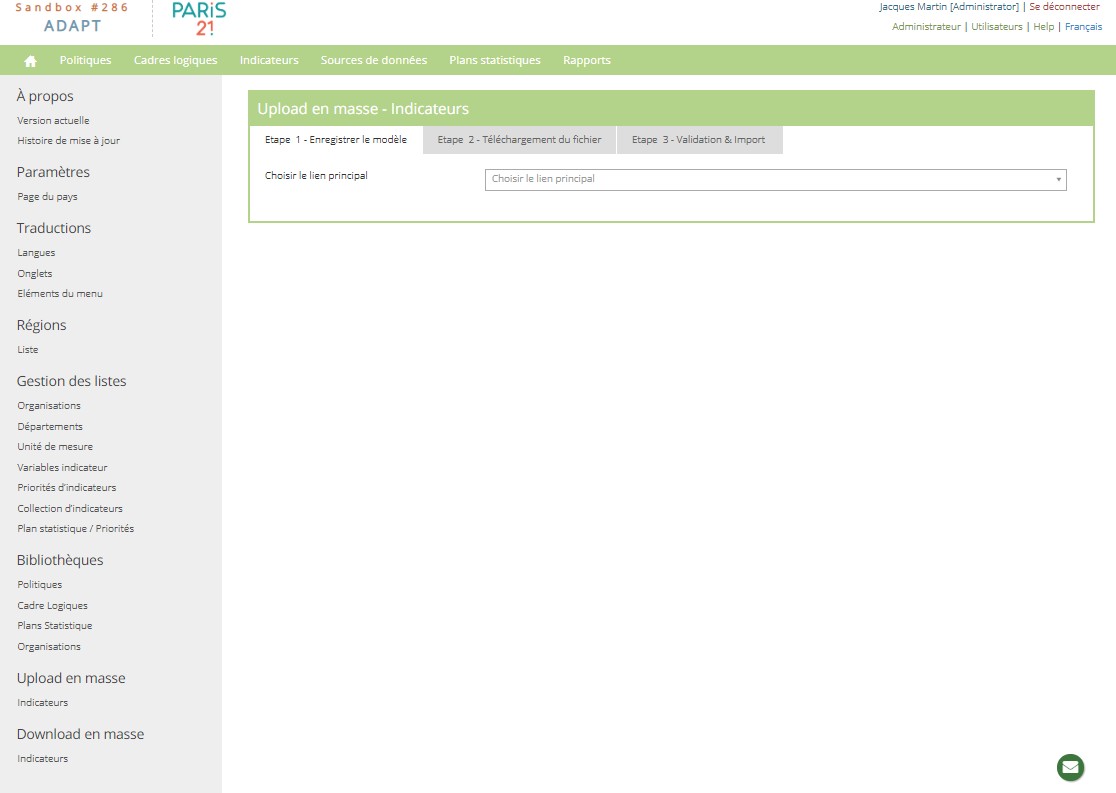 Sandbox #286
ADAPT
PARiS
21
Jacques Martin [Administrator] | Se déconnecter
Administrateur | Utilisateurs | Help | Français
Politiques Cadres logiques Indicateurs Sources de données Plans statistiques Rapports
À propos
Version actuelle
Histoire de mise à jour
Paramètres
Page du pays
Traductions
Langues
Onglets
Eléments du menu
Régions
Liste
Gestion des listes
Organisations
Départements
Unité de mesure
Variables indicateur
Priorités d'indicateurs
Collection d'indicateurs
Plan statistique / Priorités
Bibliothèques
Politiques
Cadre Logiques
Plans Statistique
Organisations
Upload en masse
Indicateurs
Download en masse
Indicateurs
Upload en masse - Indicateurs
Etape 1 - Enregistrer le modèle Etape 2 - Téléchargement du fichier Etape 3 - Validation & Import
Choisir le lien principal Choisir le lien principal